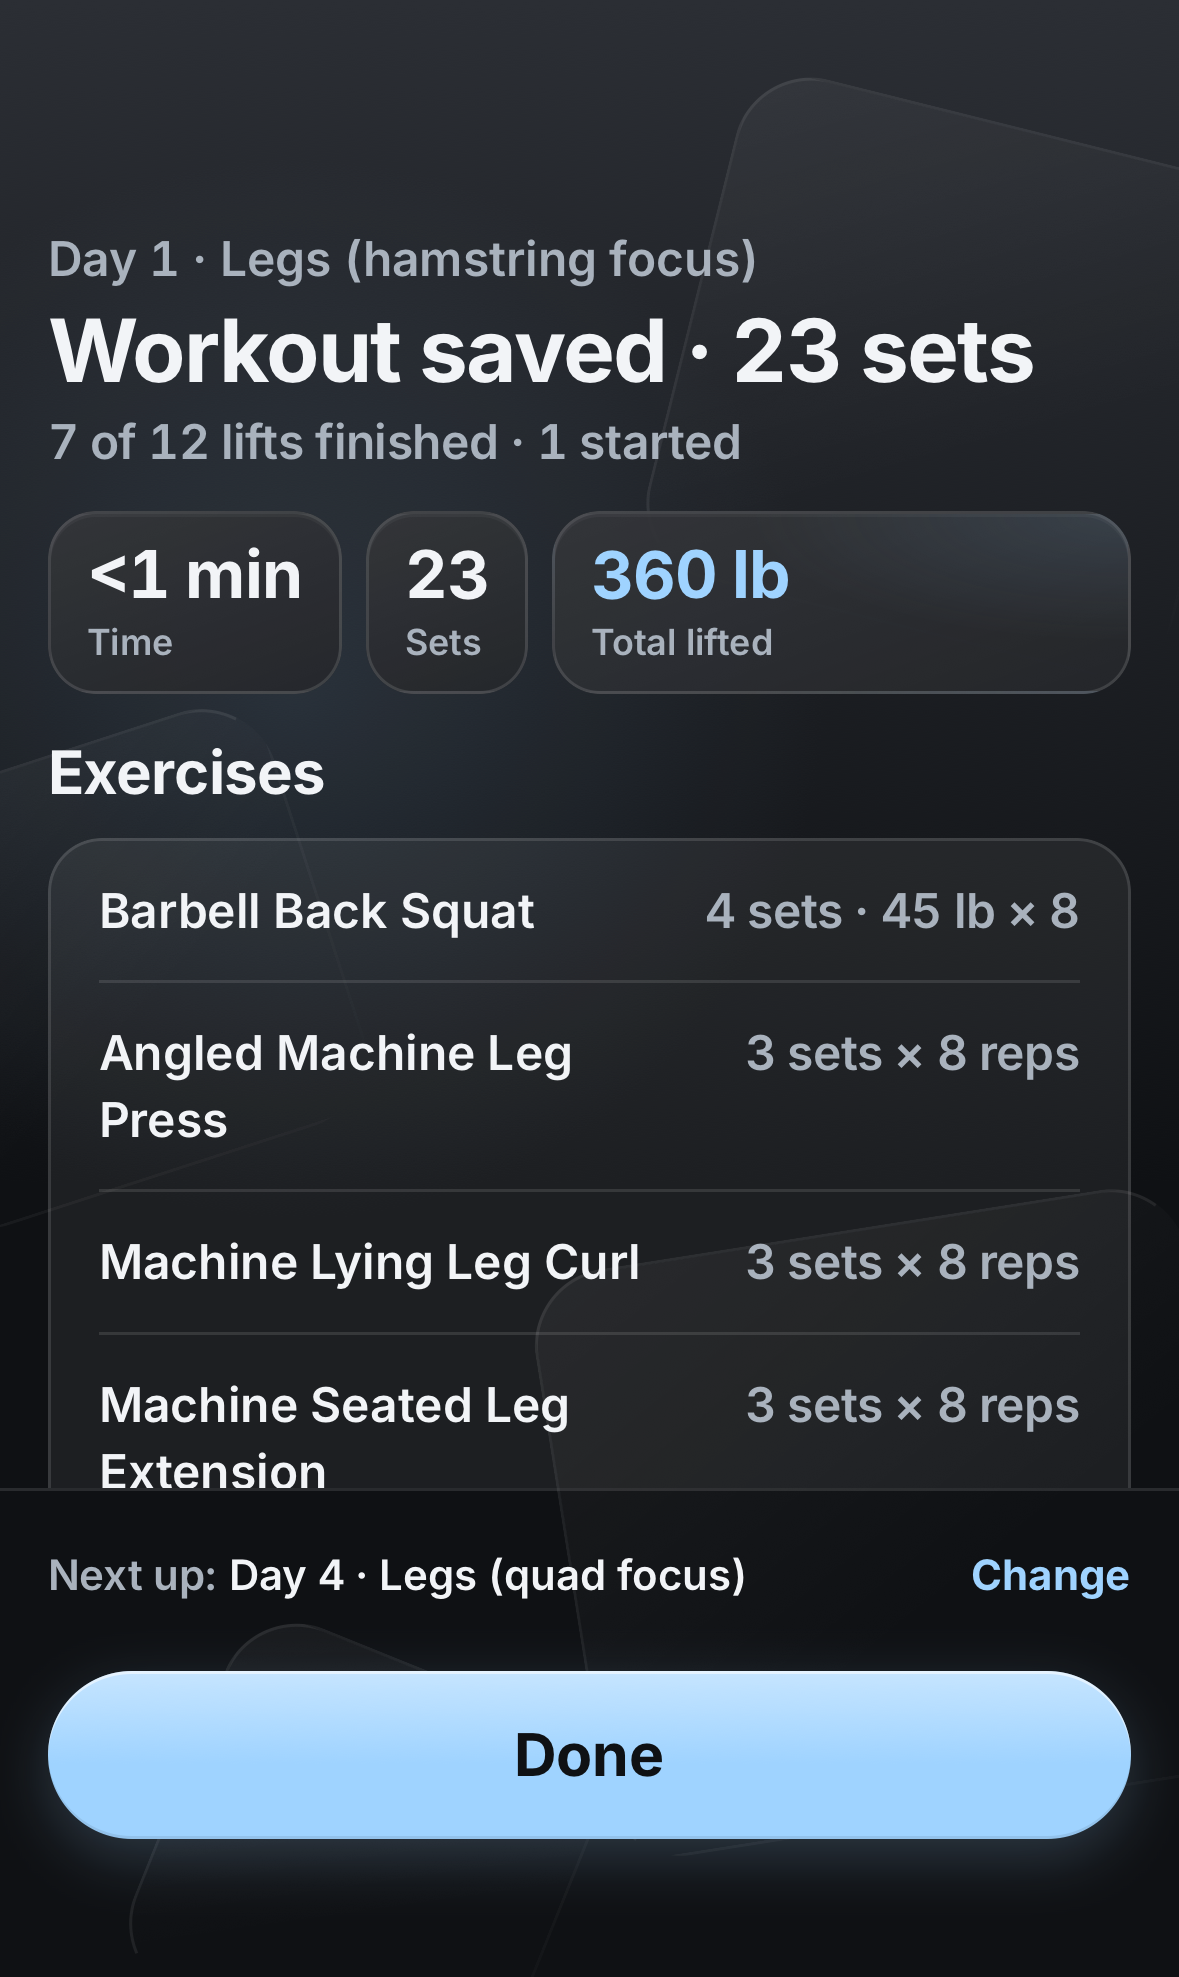 Day 1 · Legs (hamstring focus)
Workout saved · 23 sets
7 of 12 lifts finished · 1 started
<1 min
Time
23
Sets
360 lb
Total lifted
Exercises
Barbell Back Squat 4 sets · 45 lb × 8
Angled Machine Leg 3 sets × 8 reps
Press
Machine Lying Leg Curl 3 sets × 8 reps
Machine Seated Leg 3 sets × 8 reps
Extension
Next up: Day 4 · Legs (quad focus) Change
Done